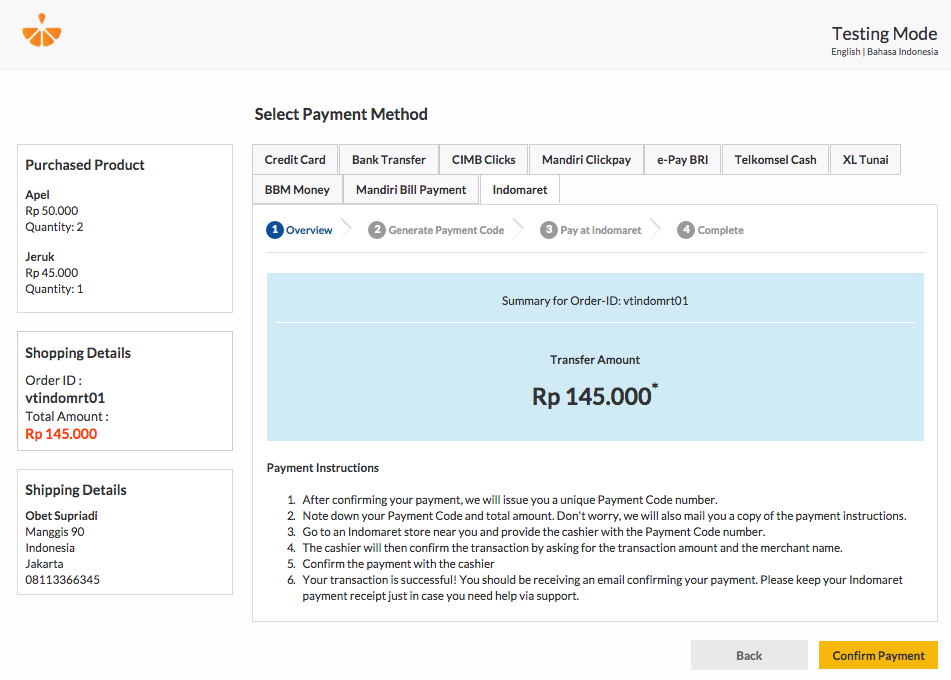 Testing Mode
English | Bahasa Indonesia
Select Payment Method
Purchased Product
Apel
Rp 50.000
Quantity: 2
Jeruk
Rp 45.000
Quantity: 1
Shopping Details
Order ID :
vtindomrt01
Total Amount :
Rp 145.000
Shipping Details
Obet Supriadi
Manggis 90
Indonesia
Jakarta
08113366345
Credit Card Bank Transfer CIMB Clicks Mandiri Clickpay e-Pay BRI Telkomsel Cash XL Tunai
BBM Money Mandiri Bill Payment Indomaret
1 Overview 2 Generate Payment Code 3 Pay at Indomaret 4 Complete
Summary for Order-ID: vtindomrt01
Transfer Amount
Rp 145.000*
Payment Instructions
1. After confirming your payment, we will issue you a unique Payment Code number.
2. Note down your Payment Code and total amount. Don't worry, we will also mail you a copy of the payment instructions.
3. Go to an Indomaret store near you and provide the cashier with the Payment Code number.
4. The cashier will then confirm the transaction by asking for the transaction amount and the merchant name.
5. Confirm the payment with the cashier
6. Your transaction is successful! You should be receiving an email confirming your payment. Please keep your Indomaret
payment receipt just in case you need help via support.
Back Confirm Payment